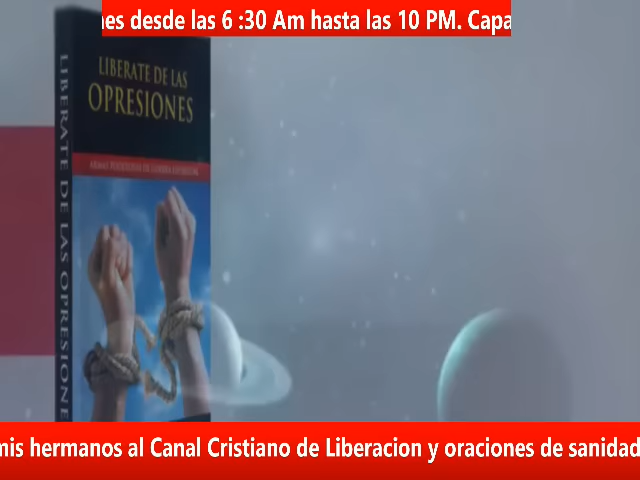 nes desde las 6 :30 Am hasta las 10 PM. Capa
LIBERATE DE LAS
OPRESIONES
LIBERATE DE LAS OPRESIONE
mis hermanos al Canal Cristiano de Liberacion y oraciones de sanidad